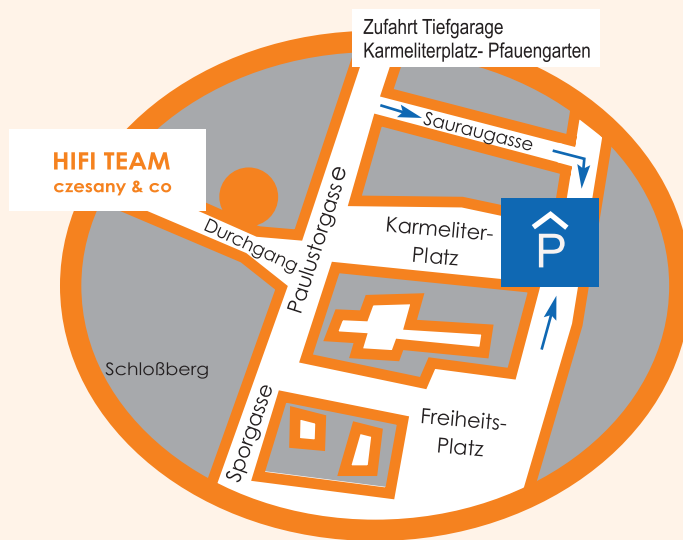 Zufahrt Tiefgarage
Karmeliterplatz- Pfauengarten
Sauraugasse
HIFI TEAM
czesany & co
Paulustorgasse
Durchgang
Karmeliter-
Platz
P
Schloßberg
Sporgasse
Freiheits-
Platz